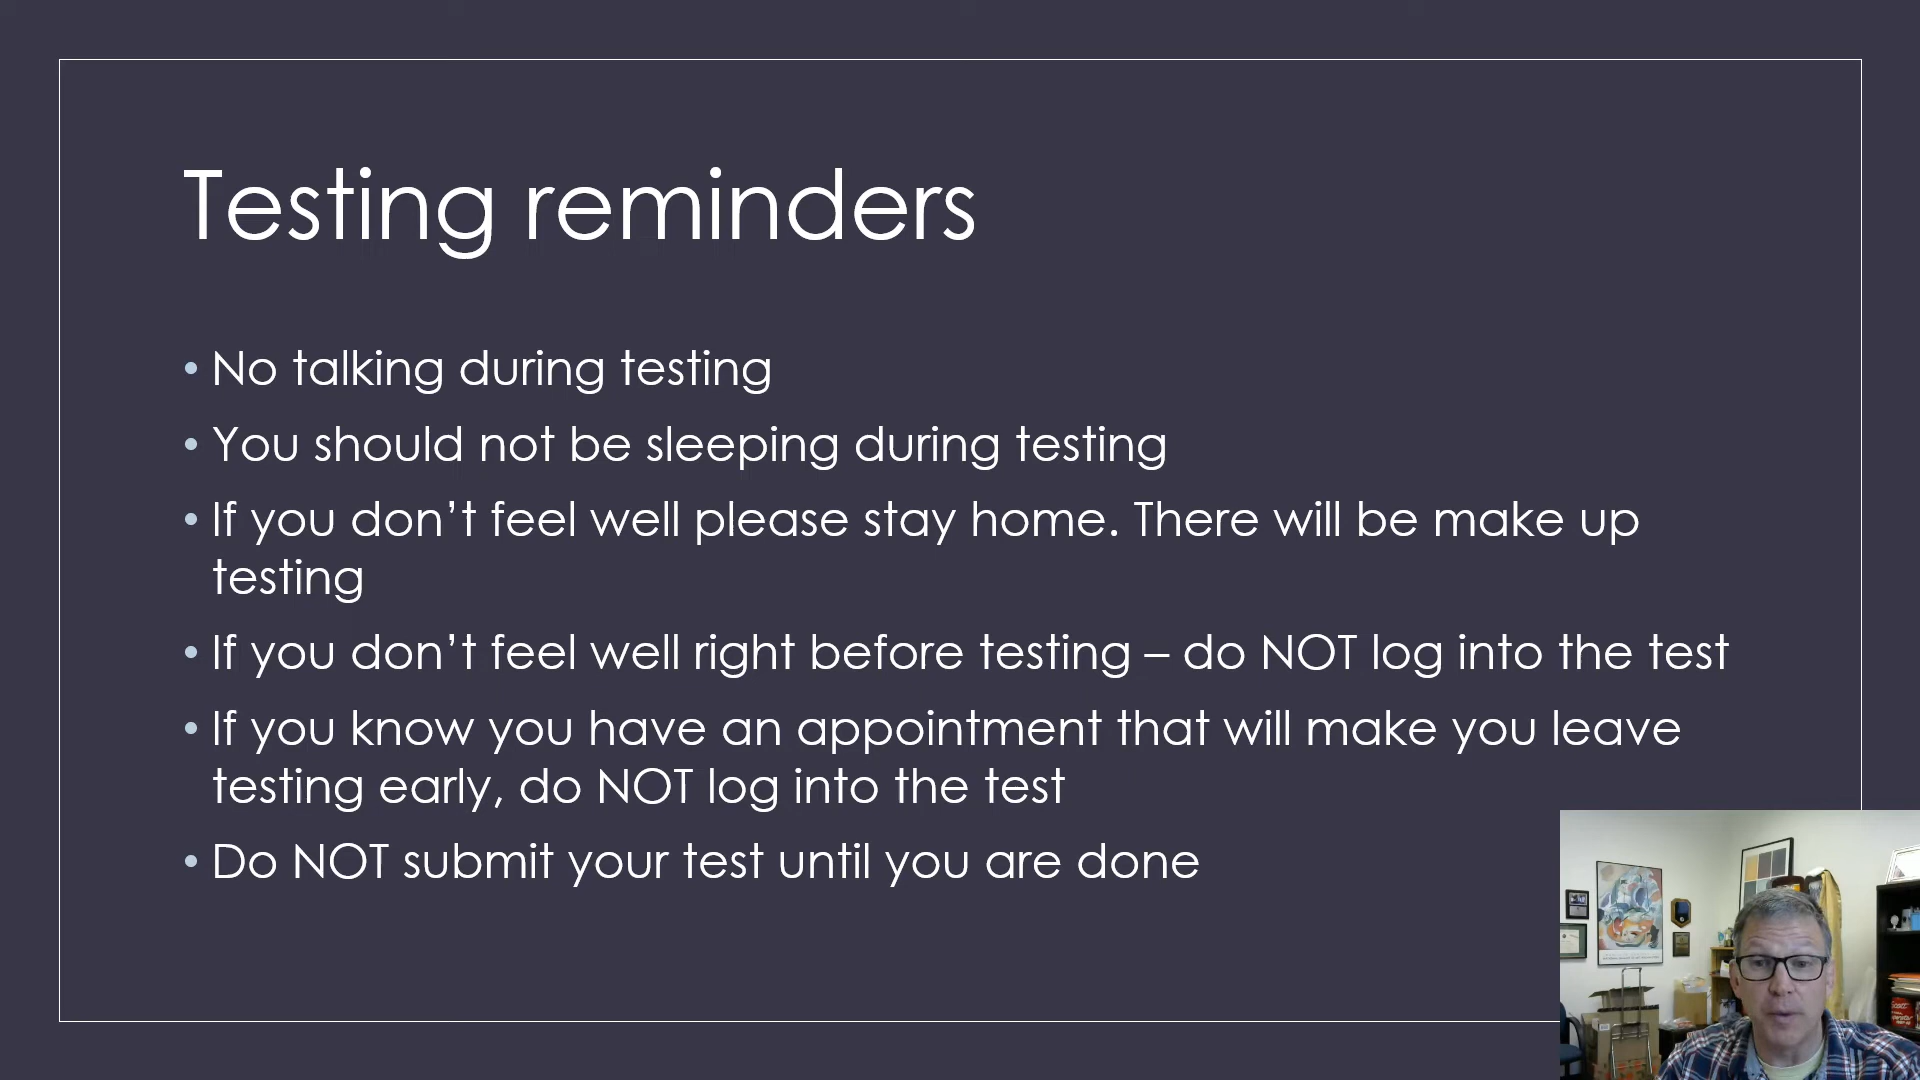 Testing reminders
• No talking during testing
• You should not be sleeping during testing
• If you don’t feel well please stay home. There will be make up
testing
• If you don’t feel well right before testing – do NOT log into the test
• If you know you have an appointment that will make you leave
testing early, do NOT log into the test
• Do NOT submit your test until you are done